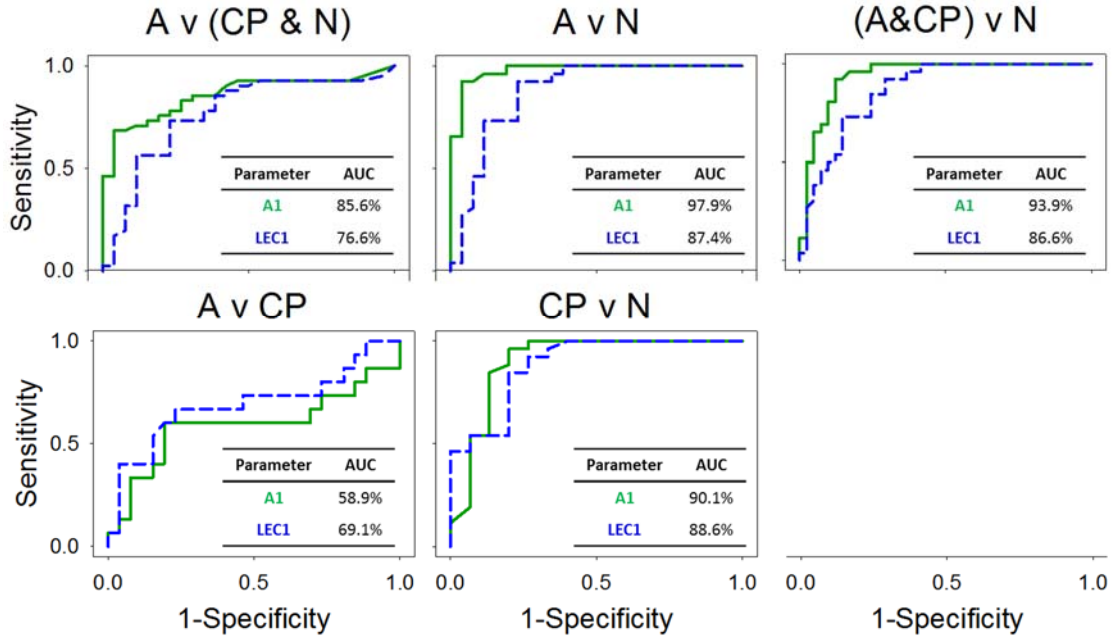 A v (CP & N)
A v N
(A&CP) v N
Sensitivity
1.0
0.5
0.0
Parameter AUC
A1 85.6%
LEC1 76.6%
Parameter AUC
A1 97.9%
LEC1 87.4%
Parameter AUC
A1 93.9%
LEC1 86.6%
A v CP
CP v N
Sensitivity
1.0
0.5
0.0
Parameter AUC
A1 58.9%
LEC1 69.1%
Parameter AUC
A1 90.1%
LEC1 88.6%
0.0 0.5 1.0
0.0 0.5 1.0
0.0 0.5 1.0
1-Specificity
1-Specificity
1-Specificity